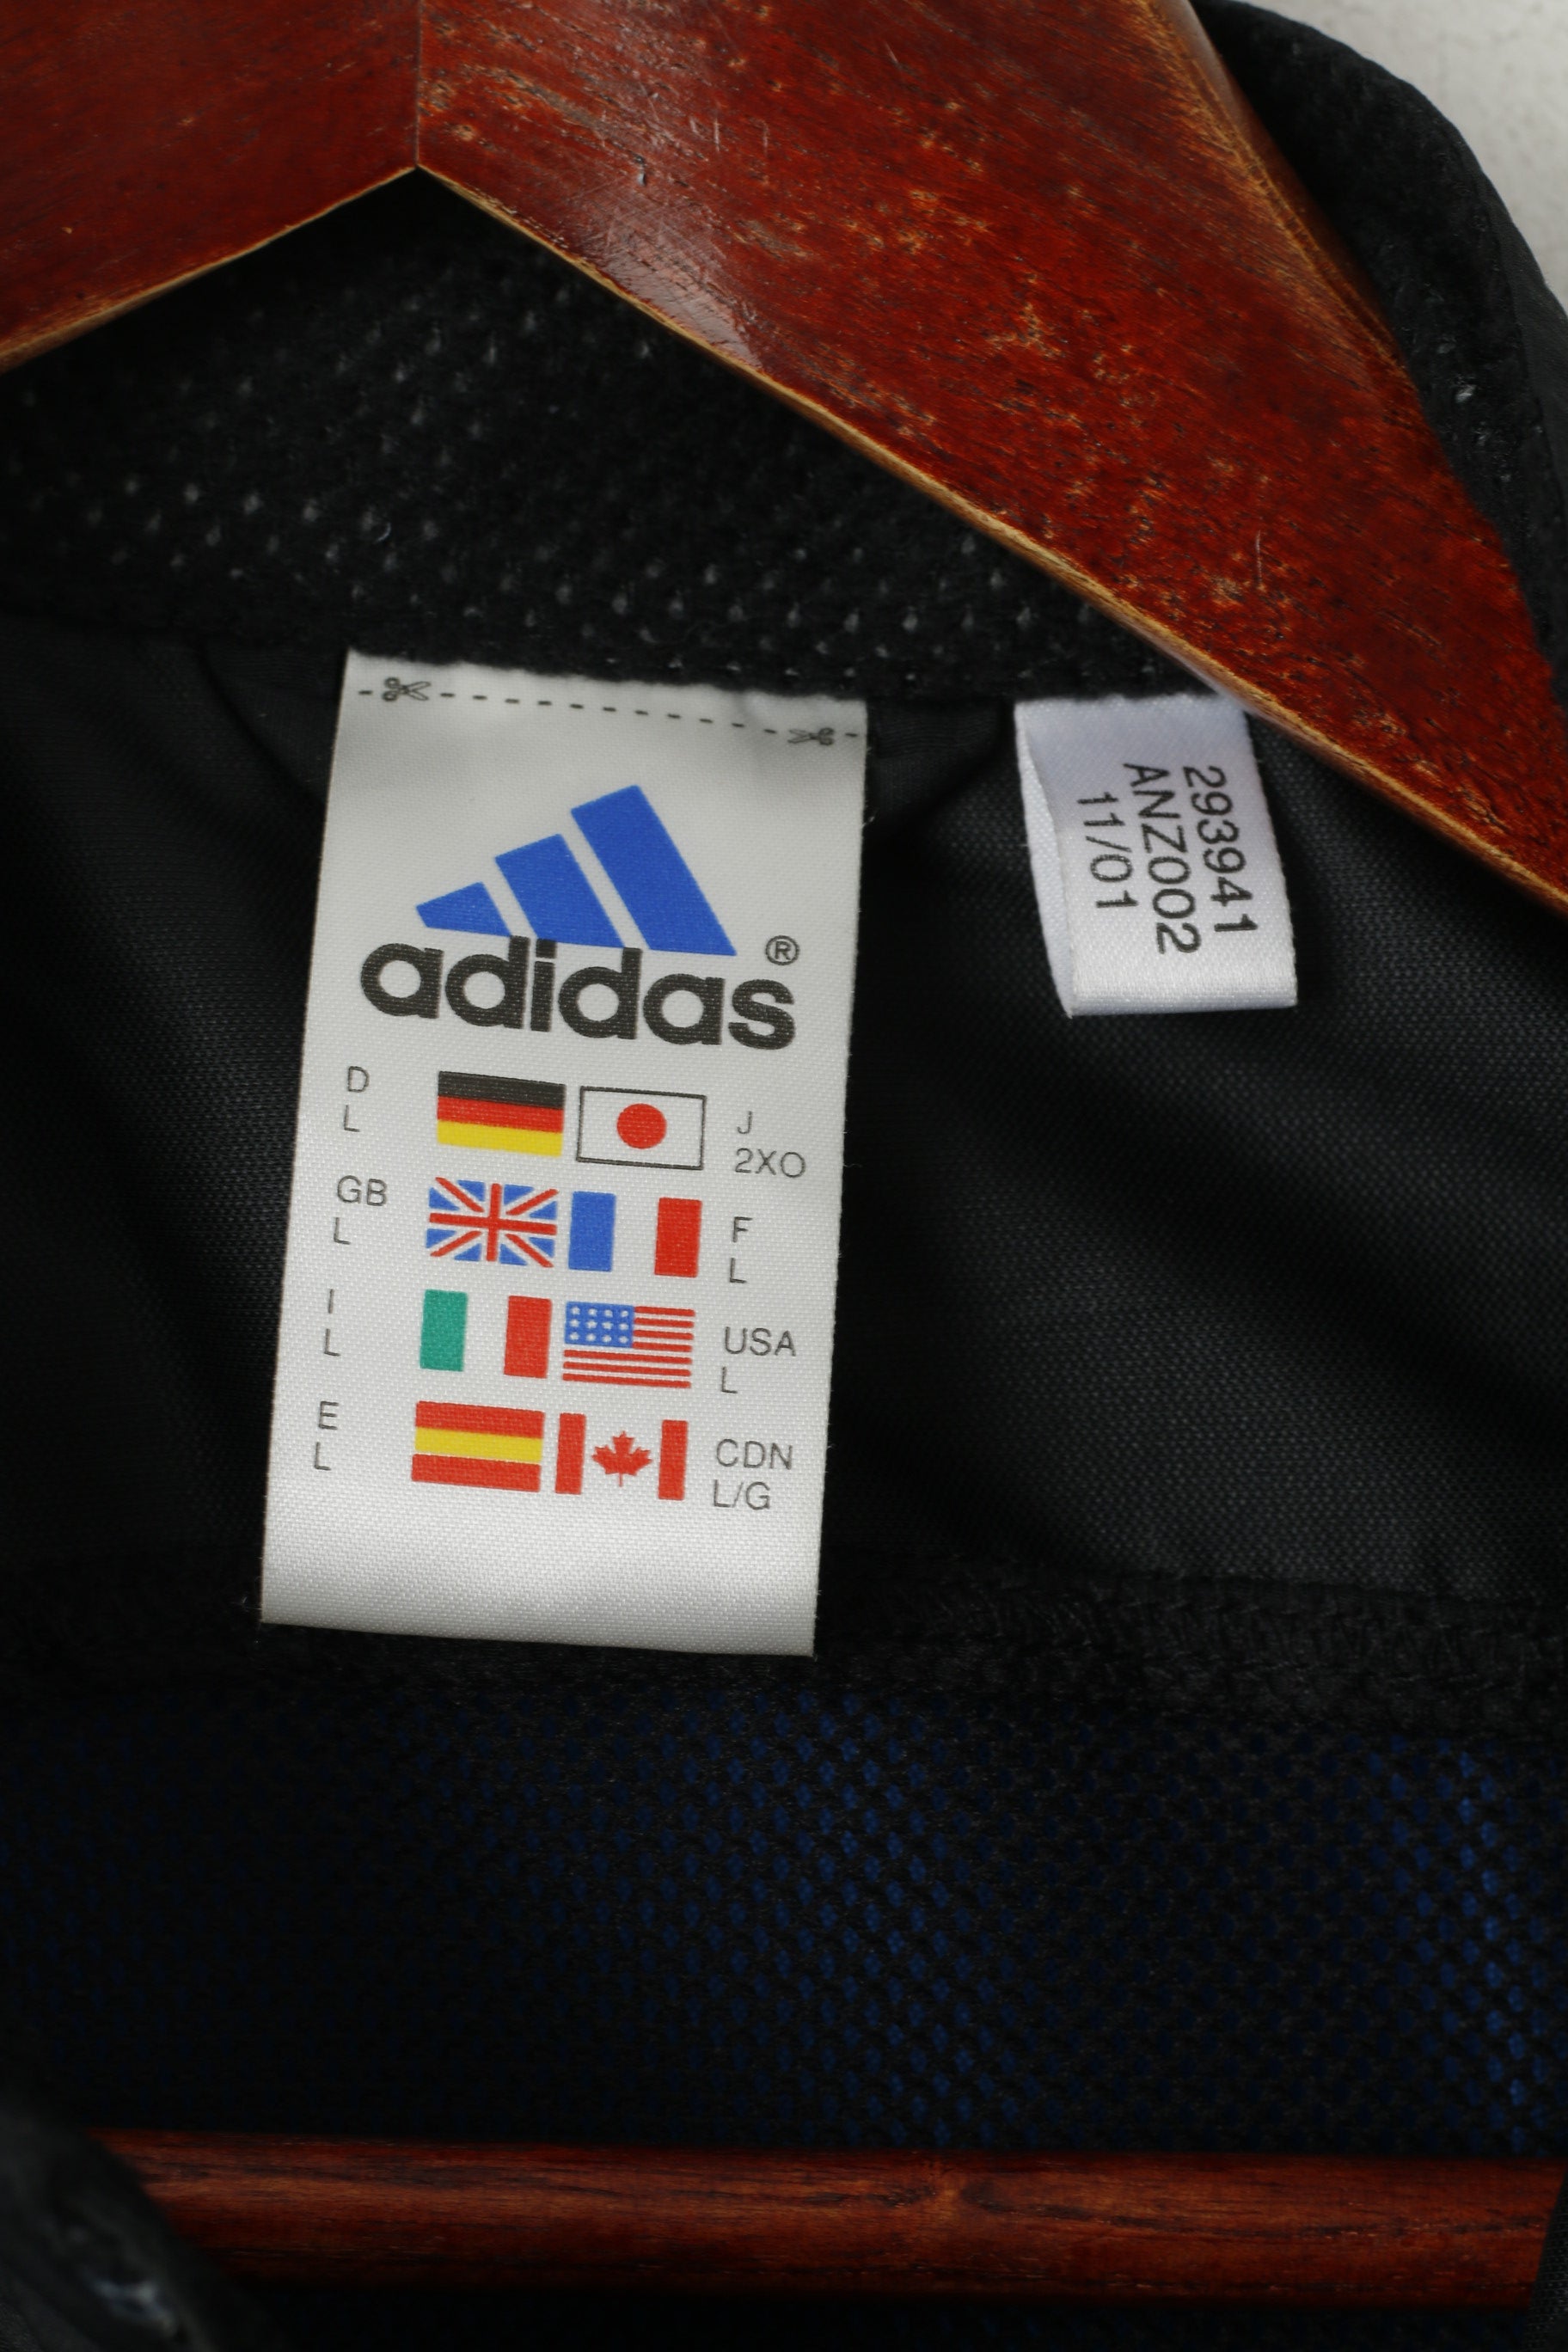 adidas®
D
L
J
2XO
GB
L
F
L
I
L
USA
L
E
L
CDN
L/G
293941
ANZ002
11/01